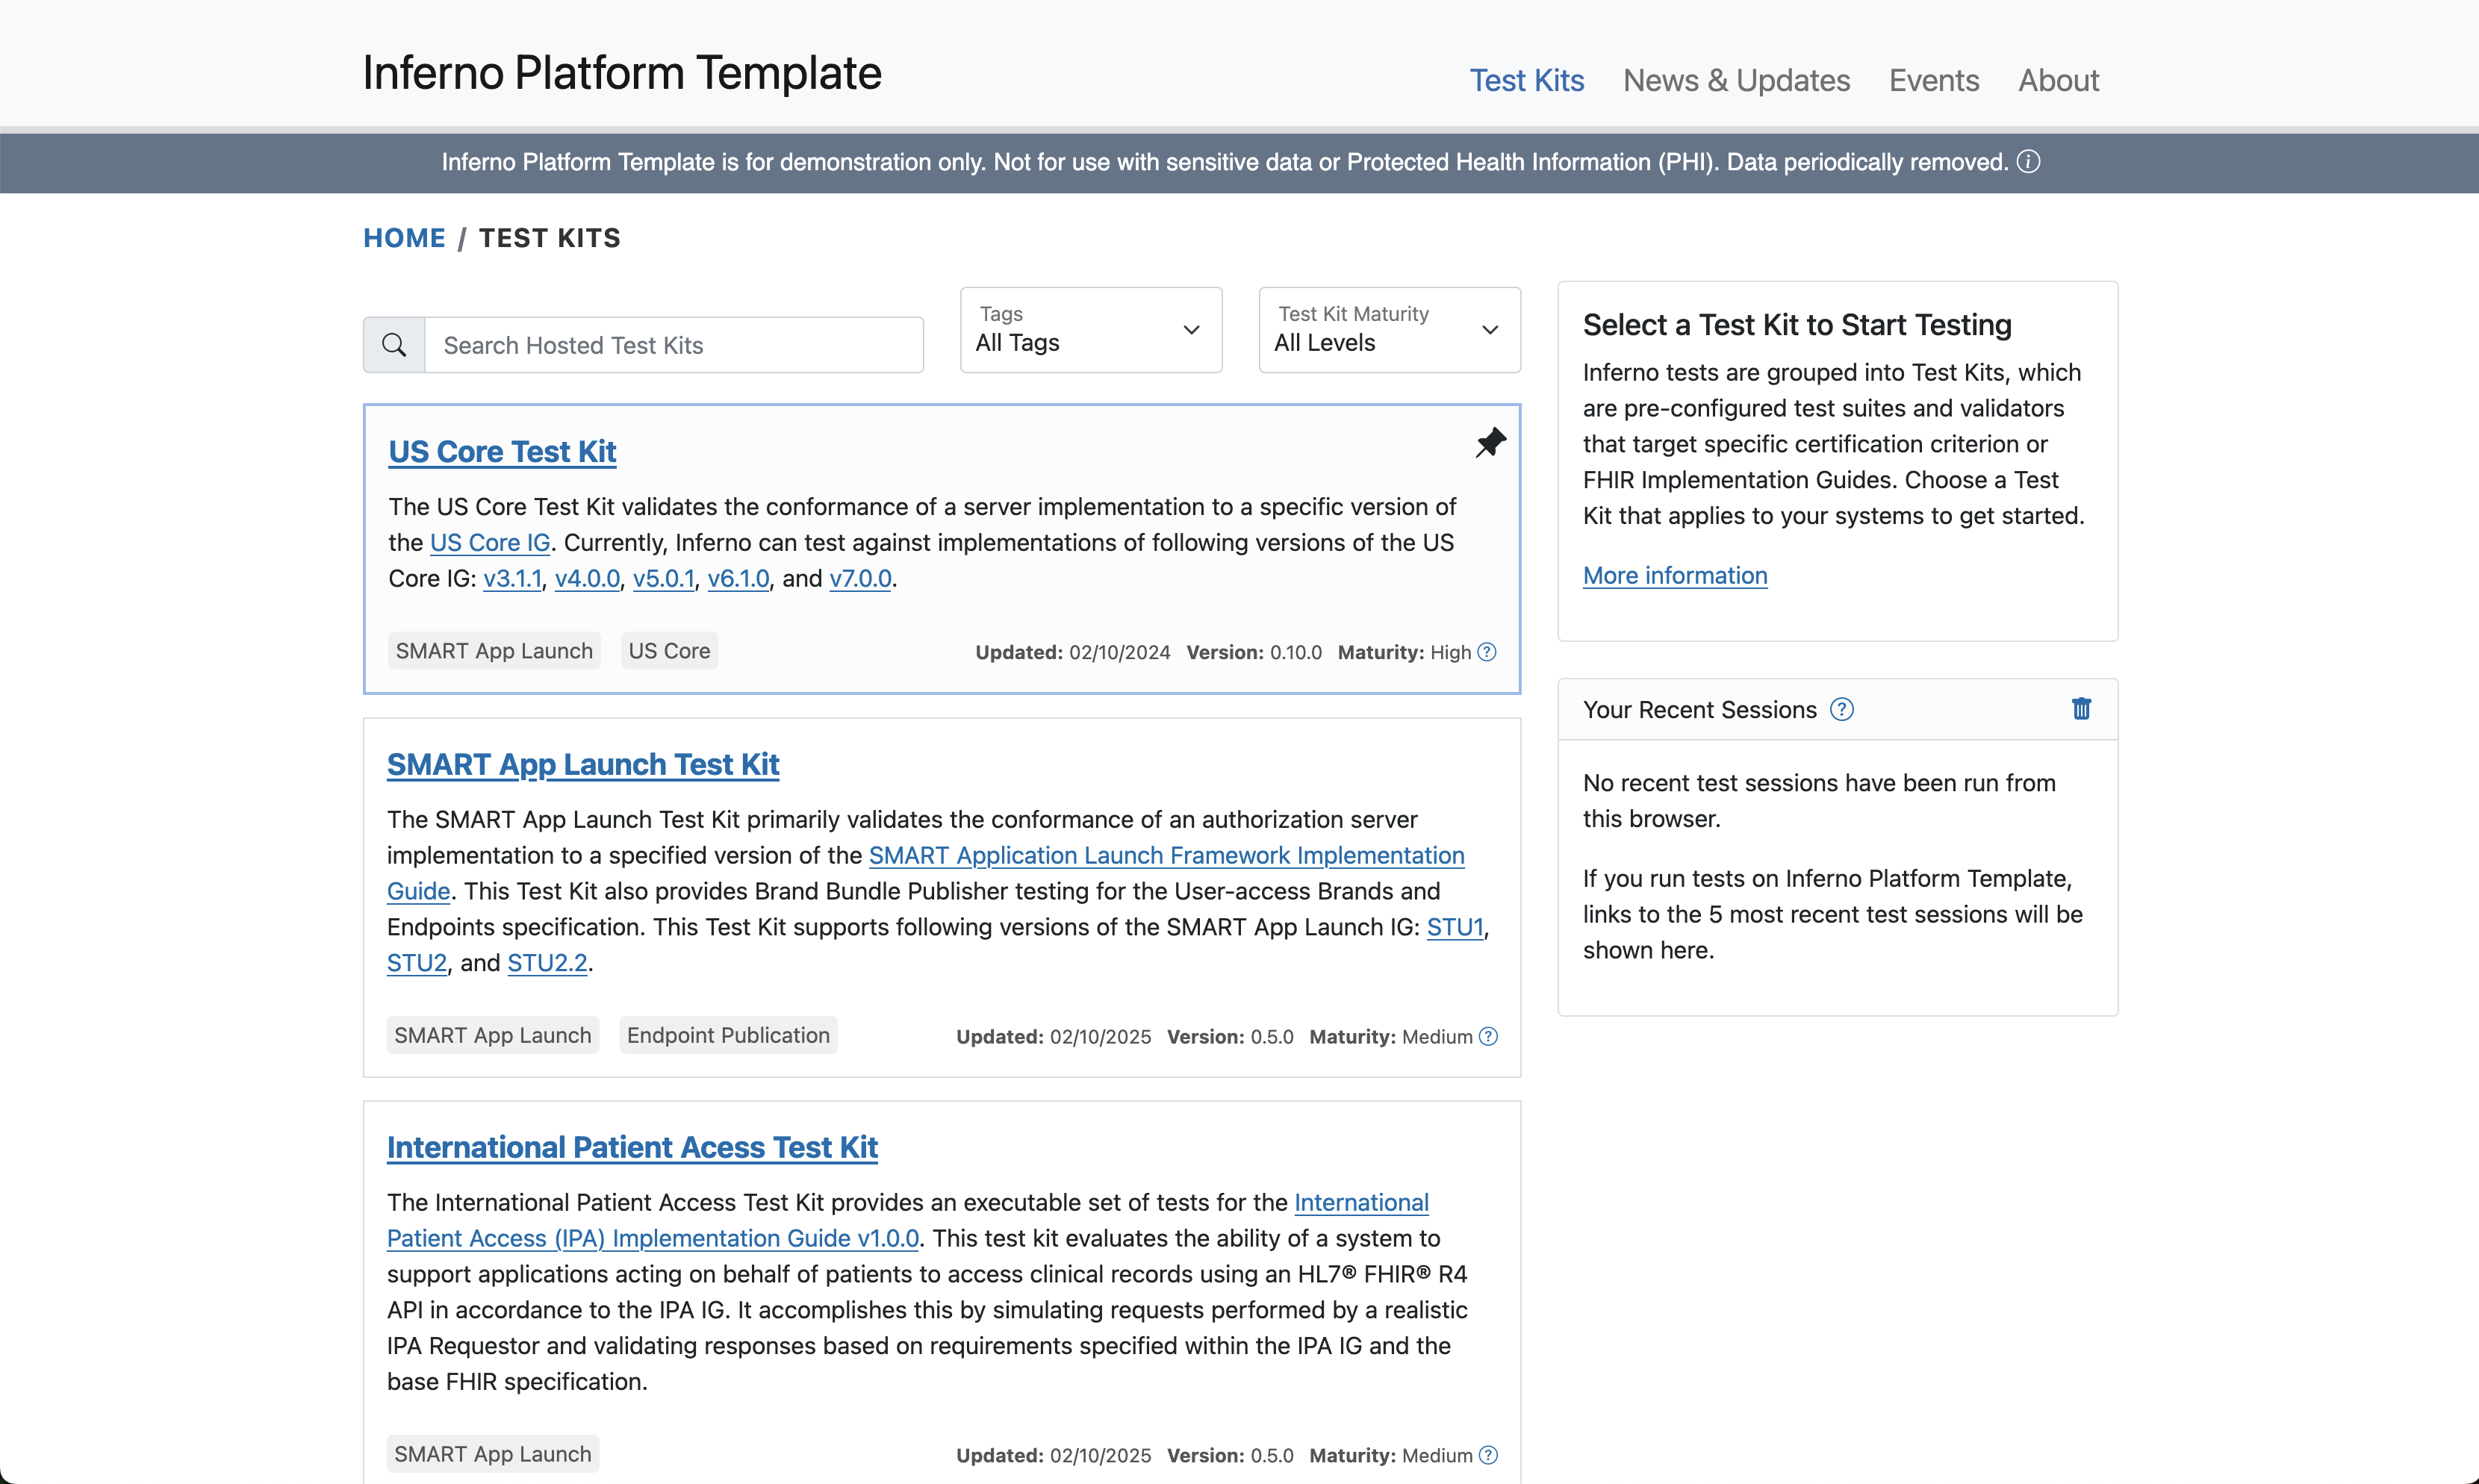 Inferno Platform Template
Test Kits News & Updates Events About
Inferno Platform Template is for demonstration only. Not for use with sensitive data or Protected Health Information (PHI). Data periodically removed.
HOME / TEST KITS
Search Hosted Test Kits
Tags
All Tags
Test Kit Maturity
All Levels
US Core Test Kit
The US Core Test Kit validates the conformance of a server implementation to a specific version of
the US Core IG. Currently, Inferno can test against implementations of following versions of the US
Core IG: v3.1.1, v4.0.0, v5.0.1, v6.1.0, and v7.0.0.
SMART App Launch US Core Updated: 02/10/2024 Version: 0.10.0 Maturity: High
SMART App Launch Test Kit
The SMART App Launch Test Kit primarily validates the conformance of an authorization server
implementation to a specified version of the SMART Application Launch Framework Implementation
Guide. This Test Kit also provides Brand Bundle Publisher testing for the User-access Brands and
Endpoints specification. This Test Kit supports following versions of the SMART App Launch IG: STU1,
STU2, and STU2.2.
SMART App Launch Endpoint Publication Updated: 02/10/2025 Version: 0.5.0 Maturity: Medium
International Patient Acess Test Kit
The International Patient Access Test Kit provides an executable set of tests for the International
Patient Access (IPA) Implementation Guide v1.0.0. This test kit evaluates the ability of a system to
support applications acting on behalf of patients to access clinical records using an HL7® FHIR® R4
API in accordance to the IPA IG. It accomplishes this by simulating requests performed by a realistic
IPA Requestor and validating responses based on requirements specified within the IPA IG and the
base FHIR specification.
SMART App Launch Updated: 02/10/2025 Version: 0.5.0 Maturity: Medium
Select a Test Kit to Start Testing
Inferno tests are grouped into Test Kits, which
are pre-configured test suites and validators
that target specific certification criterion or
FHIR Implementation Guides. Choose a Test
Kit that applies to your systems to get started.
More information
Your Recent Sessions
No recent test sessions have been run from
this browser.
If you run tests on Inferno Platform Template,
links to the 5 most recent test sessions will be
shown here.